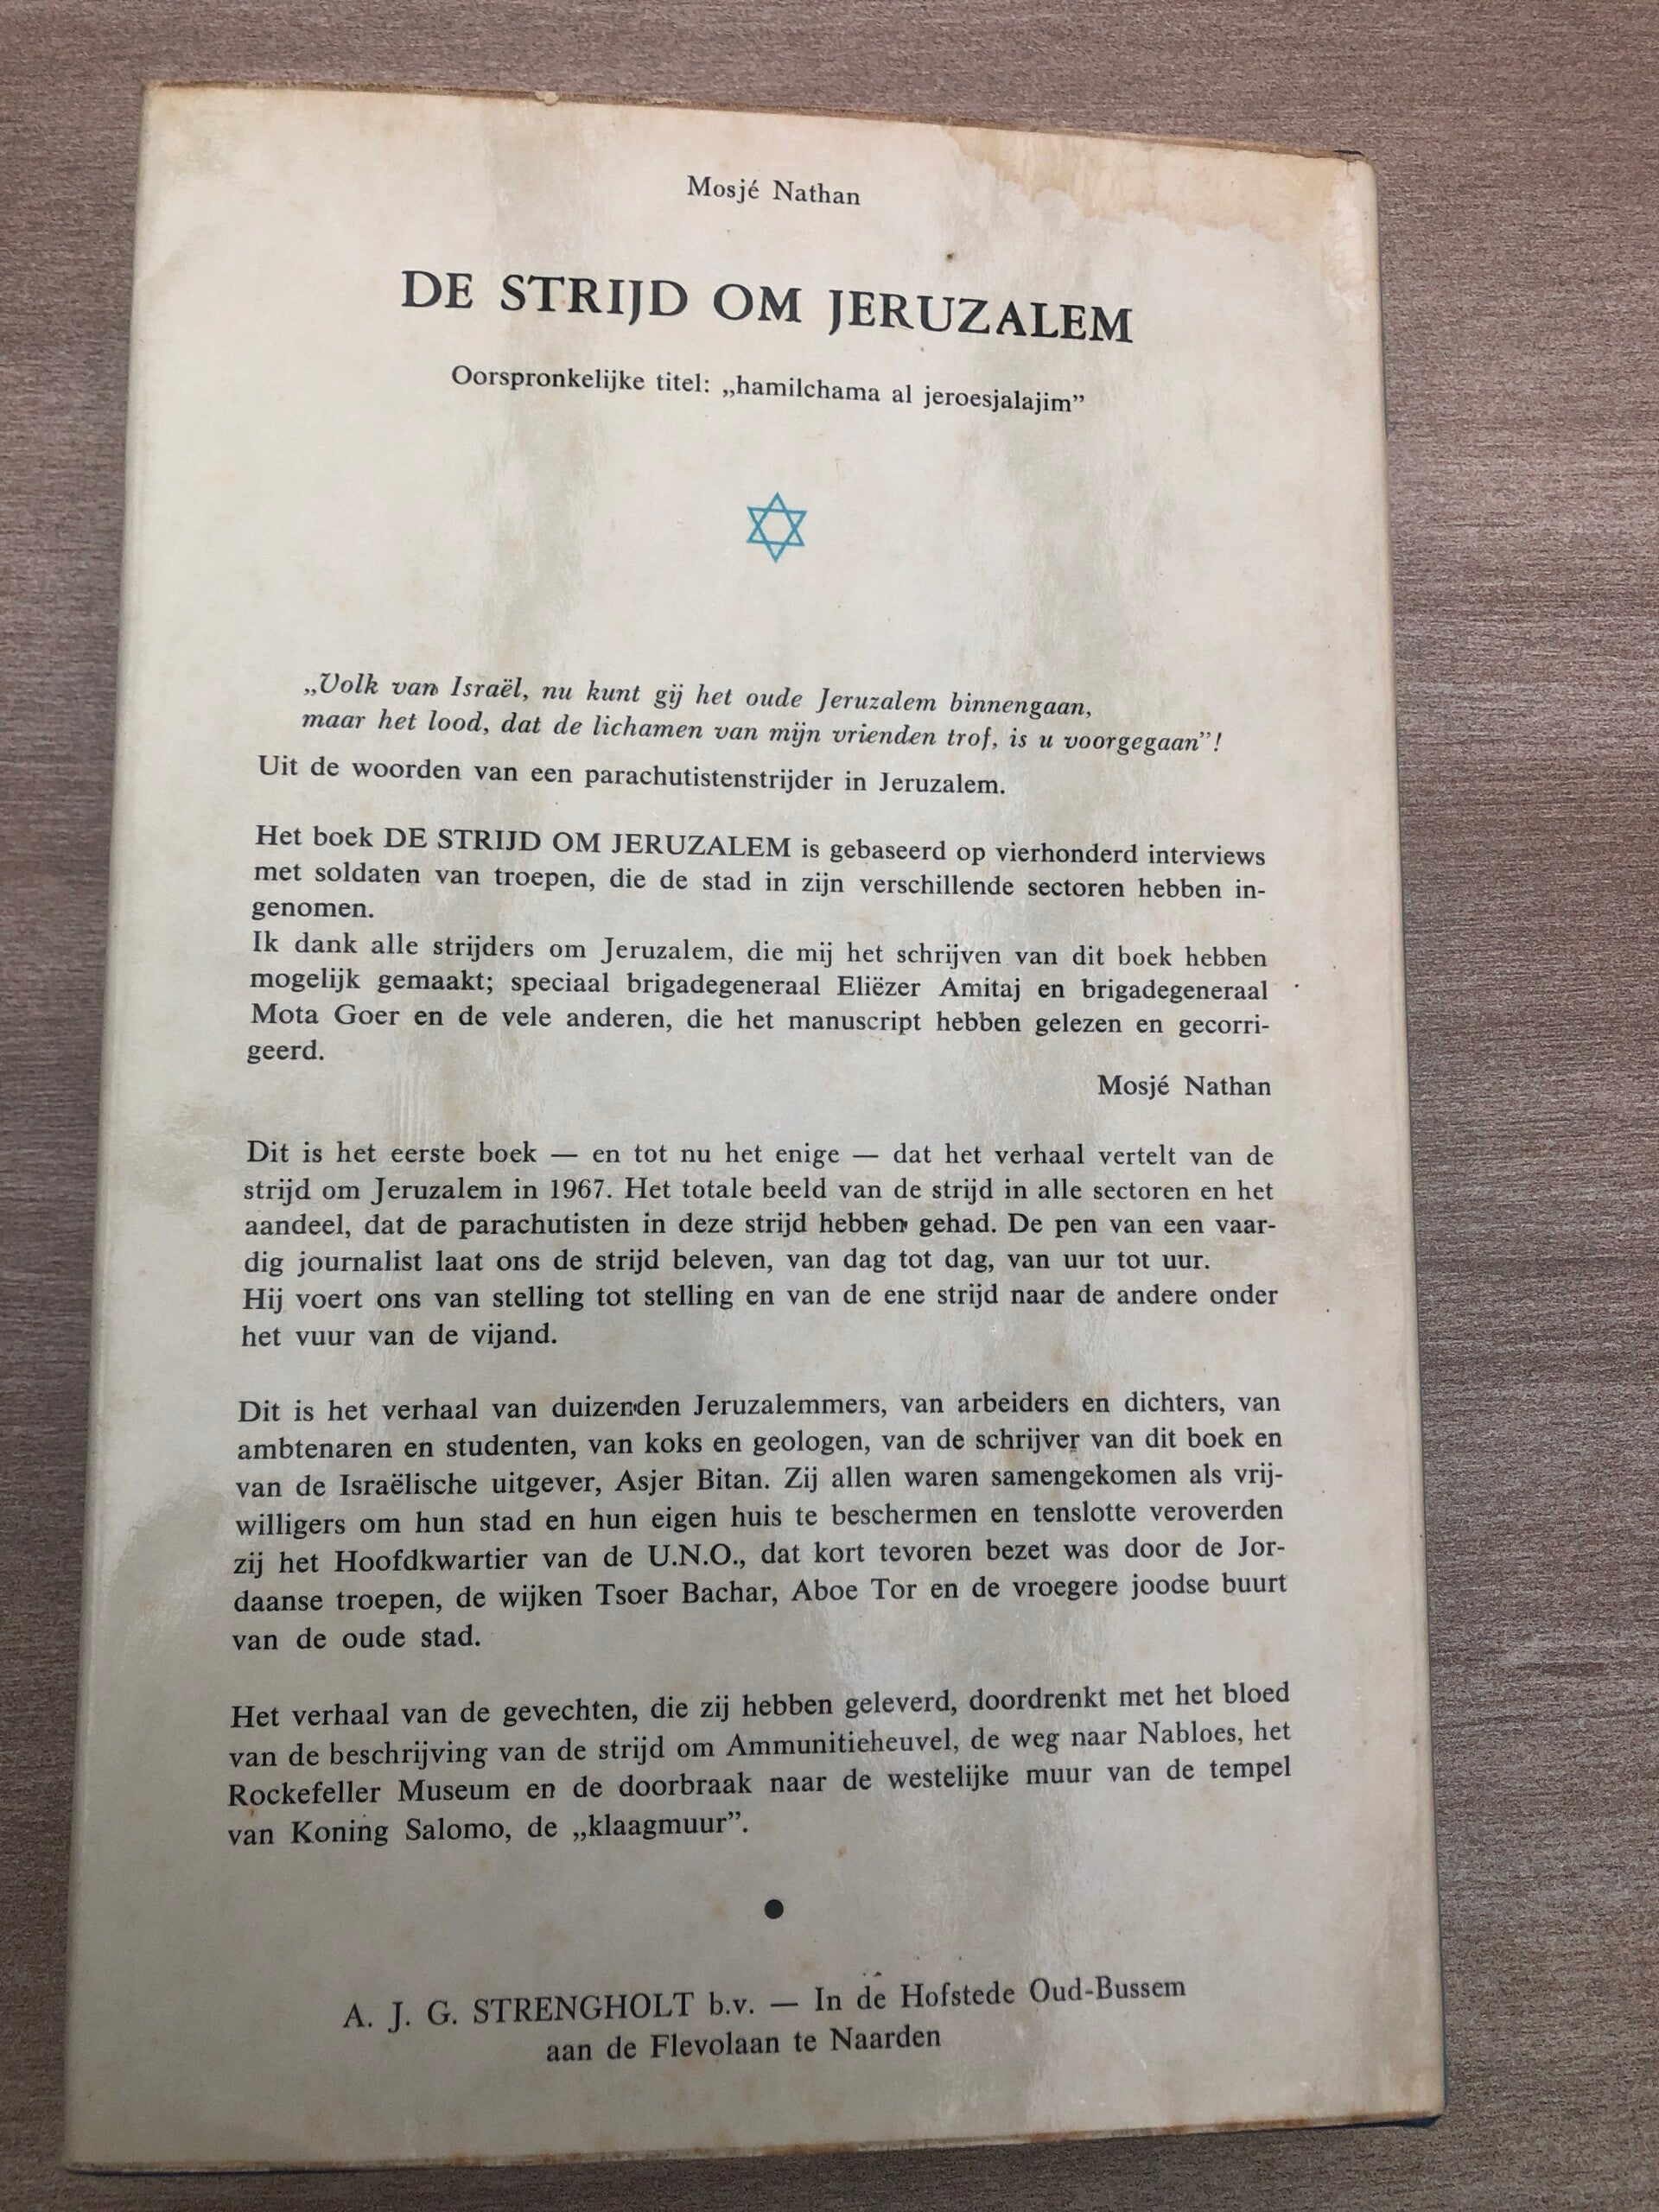 Mosjé Nathan
DE STRIJD OM JERUZALEM
Oorspronkelijke titel: „hamilchama al jeroesjalajim”
„Volk van Israël, nu kunt gij het oude Jeruzalem binnengaan,
maar het lood, dat de lichamen van mijn vrienden trof, is u voorgegaan”!
Uit de woorden van een parachutistenstrijder in Jeruzalem.
Het boek DE STRIJD OM JERUZALEM is gebaseerd op vierhonderd interviews
met soldaten van troepen, die de stad in zijn verschillende sectoren hebben in-
genomen.
Ik dank alle strijders om Jeruzalem, die mij het schrijven van dit boek hebben
mogelijk gemaakt; speciaal brigadegeneraal Eliëzer Amitaj en brigadegeneraal
Mota Goer en de vele anderen, die het manuscript hebben gelezen en gecorri-
geerd.
Mosjé Nathan
Dit is het eerste boek — en tot nu het enige — dat het verhaal vertelt van de
strijd om Jeruzalem in 1967. Het totale beeld van de strijd in alle sectoren en het
aandeel, dat de parachutisten in deze strijd hebben gehad. De pen van een vaar-
dig journalist laat ons de strijd beleven, van dag tot dag, van uur tot uur.
Hij voert ons van stelling tot stelling en van de ene strijd naar de andere onder
het vuur van de vijand.
Dit is het verhaal van duizenden Jeruzalemmers, van arbeiders en dichters, van
ambtenaren en studenten, van koks en geologen, van de schrijver van dit boek en
van de Israëlische uitgever, Asjer Bitan. Zij allen waren samengekomen als vrij-
willigers om hun stad en hun eigen huis te beschermen en tenslotte veroverden
zij het Hoofdkwartier van de U.N.O., dat kort tevoren bezet was door de Jor-
daanse troepen, de wijken Tsoer Bachar, Aboe Tor en de vroegere joodse buurt
van de oude stad.
Het verhaal van de gevechten, die zij hebben geleverd, doordrenkt met het bloed
van de beschrijving van de strijd om Ammunitieheuvel, de weg naar Nabloes, het
Rockefeller Museum en de doorbraak naar de westelijke muur van de tempel
van Koning Salomo, de „klaagmuur”.
A. J. G. STRENGHOLT b.v. — In de Hofstede Oud-Bussem
aan de Flevolaan te Naarden